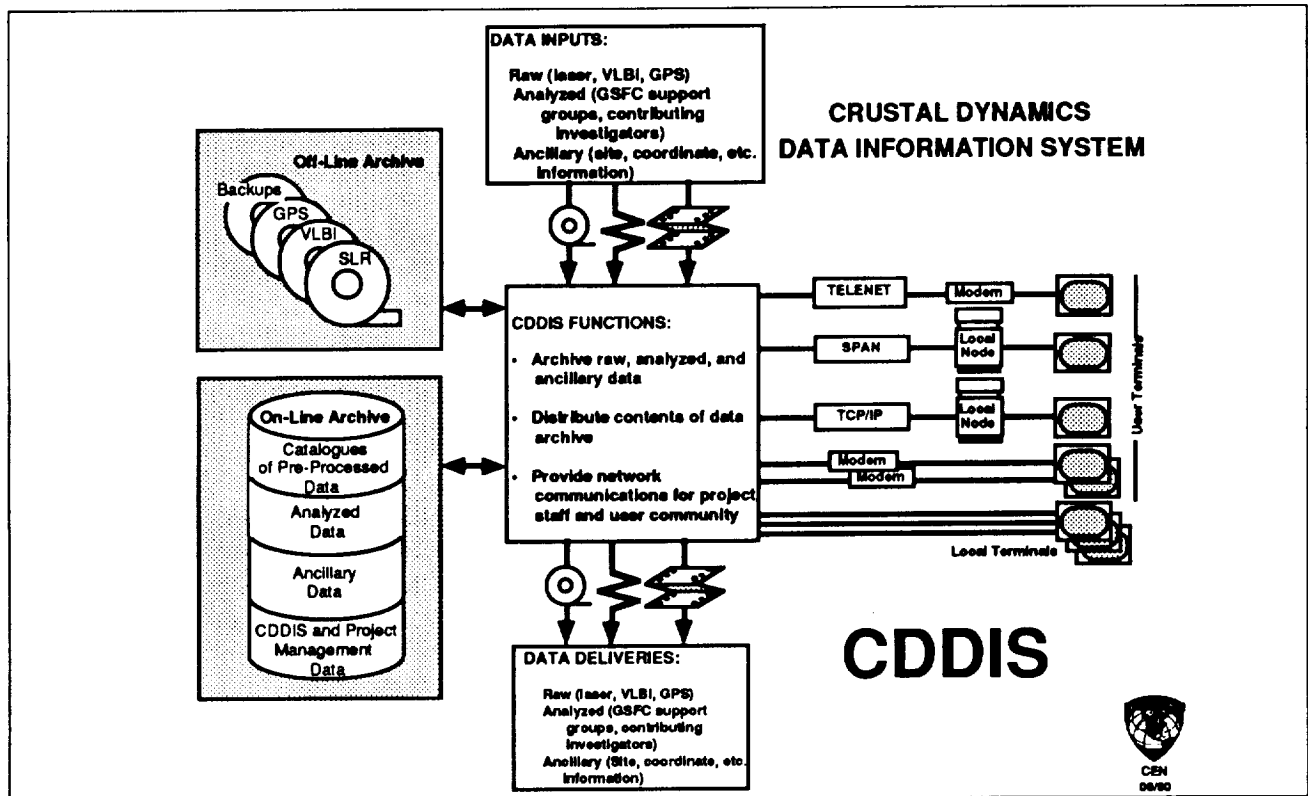 DATA INPUTS:
Raw (laser, VLBI, GPS)
Analyzed (GSFC support
groups, contributing
investigators)
Ancillary (site, coordinate, etc.
information)
CRUSTAL DYNAMICS
DATA INFORMATION SYSTEM
Off-Line Archive
Backups
GPS
VLBI
SLR
On-Line Archive
Catalogues
of Pre-Processed
Data
Analyzed
Data
Ancillary
Data
CDDIS and Project
Management
Data
CDDIS FUNCTIONS:
• Archive raw, analyzed, and
ancillary data
• Distribute contents of data
archive
• Provide network
communications for project
staff and user community
TELENET
Modem
SPAN
Local
Node
TCP/IP
Local
Node
Modem
Modem
User Terminals
Local Terminals
DATA DELIVERIES:
Raw (laser, VLBI, GPS)
Analyzed (GSFC support
groups, contributing
investigators)
Ancillary (Site, coordinate, etc.
information)
CDDIS
CEN
08/90